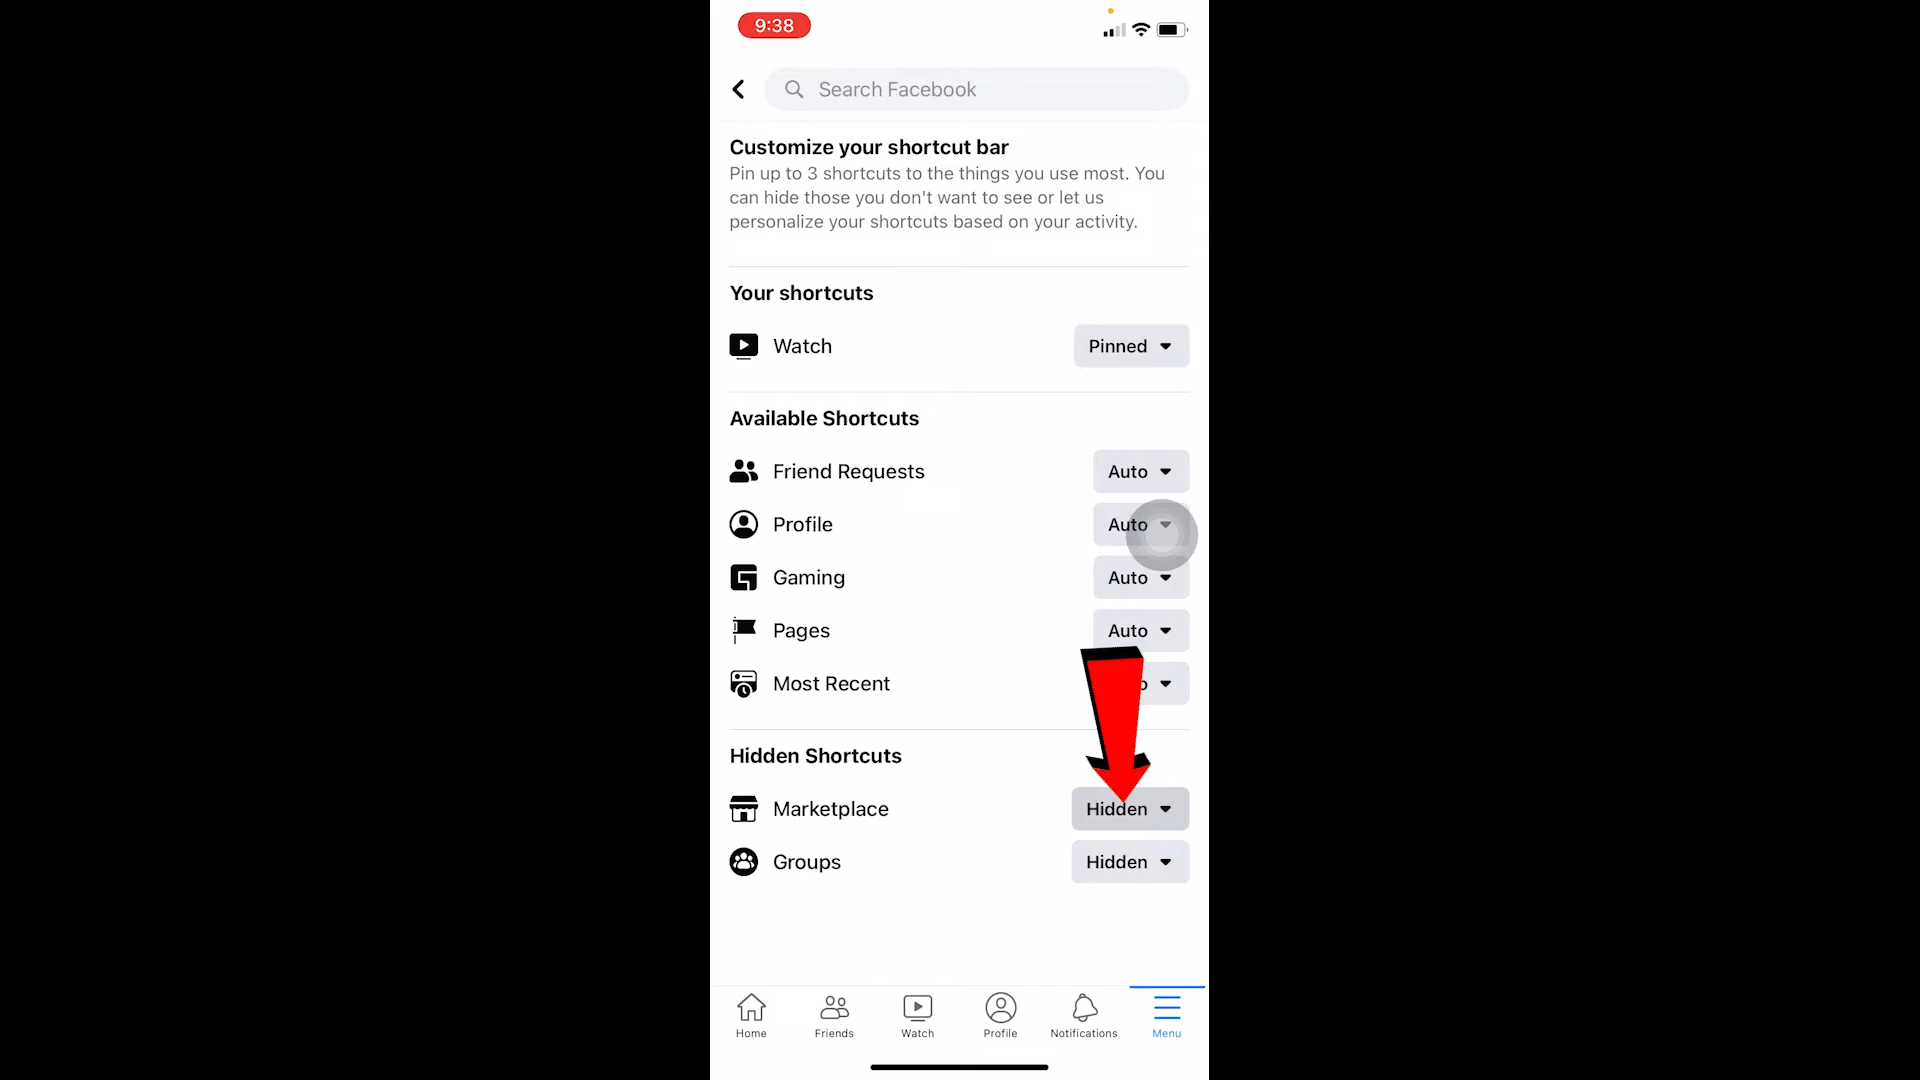 9:38
Search Facebook
Customize your shortcut bar
Pin up to 3 shortcuts to the things you use most. You
can hide those you don't want to see or let us
personalize your shortcuts based on your activity.
Your shortcuts
Watch Pinned
Available Shortcuts
Friend Requests Auto
Profile Auto
Gaming Auto
Pages Auto
Most Recent
Hidden Shortcuts
Marketplace Hidden
Groups Hidden
Home Friends Watch Profile Notifications Menu